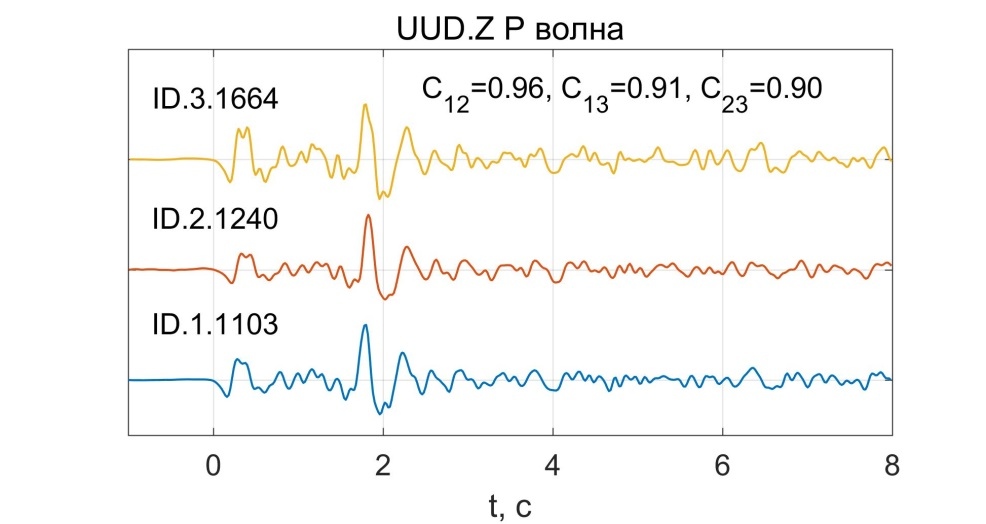 UUD.Z P волна
ID.3.1664
C12=0.96, C13=0.91, C23=0.90
ID.2.1240
ID.1.1103
0 2 4 6 8
t, с